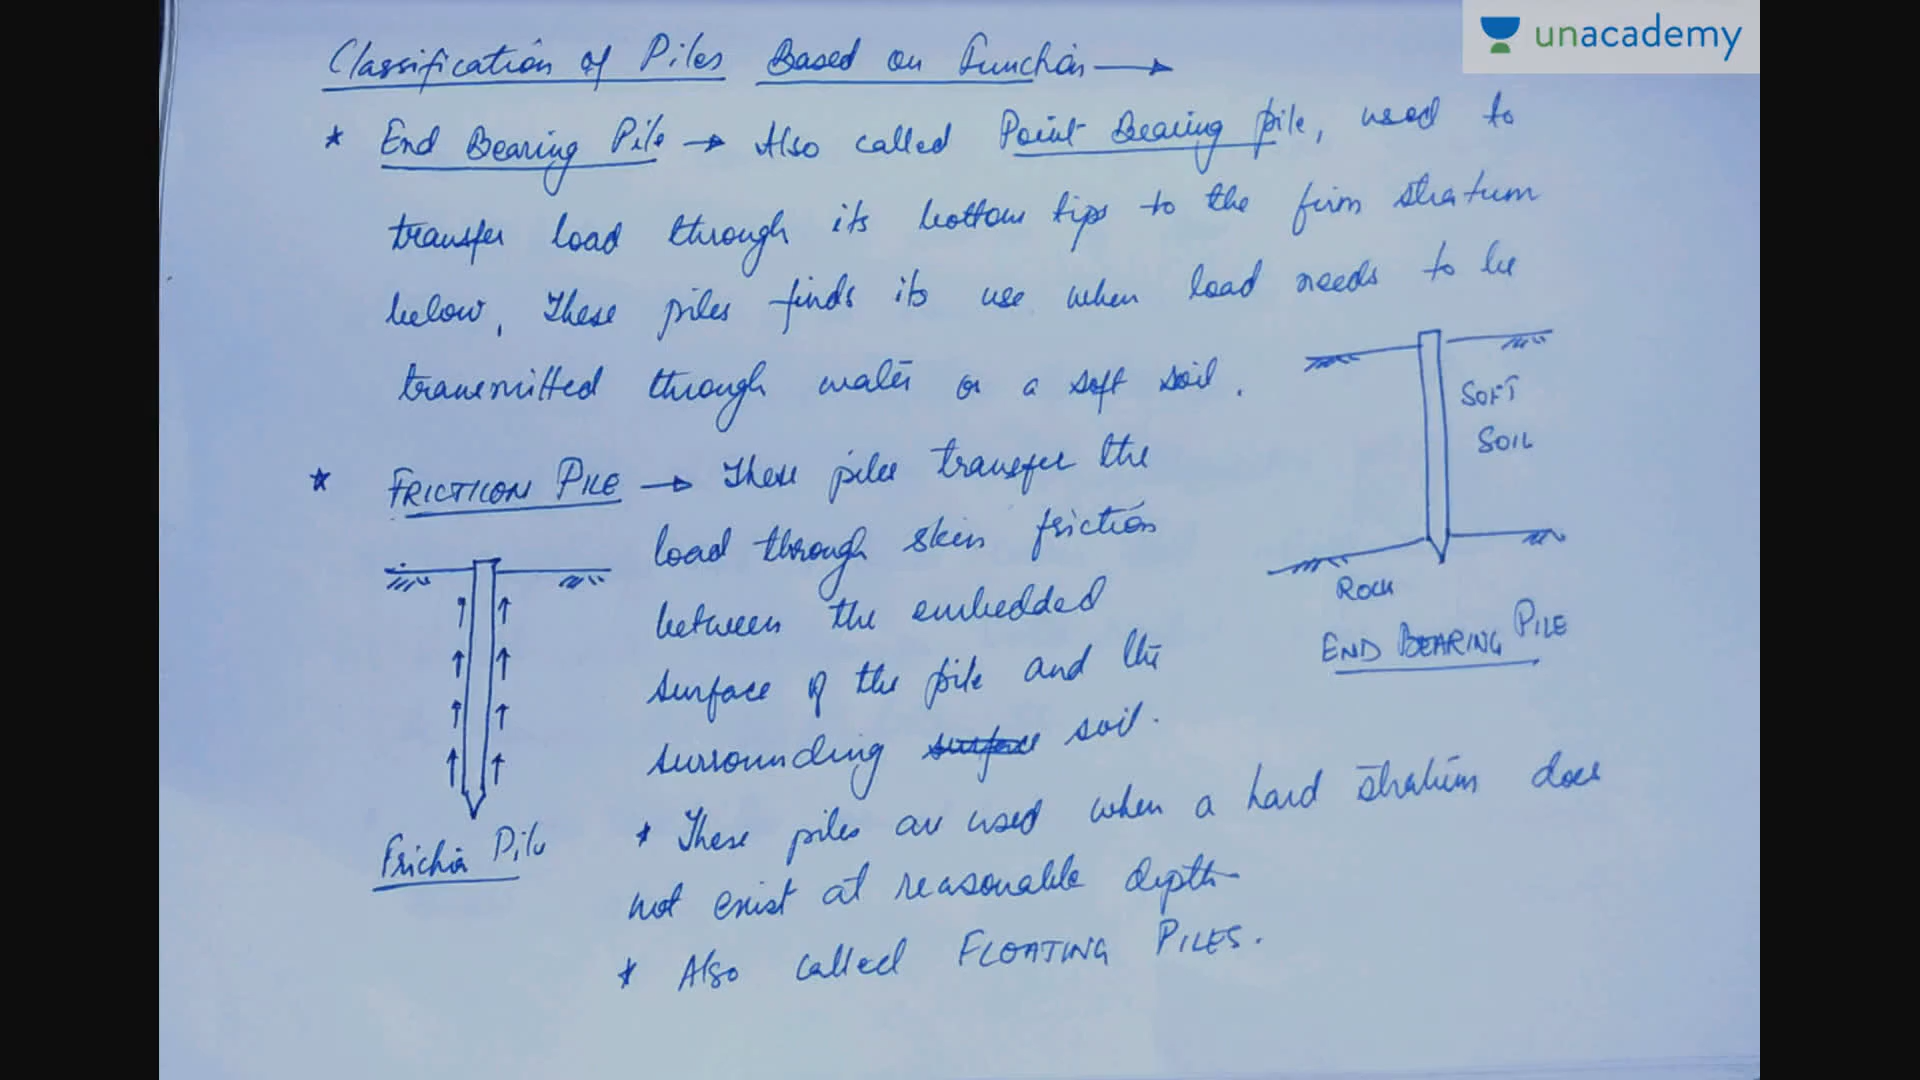 unacademy
Classification of Piles Based on Function →
* End Bearing Pile → Also called Point Bearing pile, used to
transfer load through its bottom tips to the firm stratum
below, These piles finds its use when load needs to be
transmitted through water or a soft soil.
SOFT
SOIL
ROCK
END BEARING PILE
* FRICTION PILE → These piles transfer the
load through skin friction
between the embedded
surface of the pile and the
surrounding surface soil.
Friction Pile
* These piles are used when a hard stratum does
not exist at reasonable depth
* Also called FLOATING PILES.